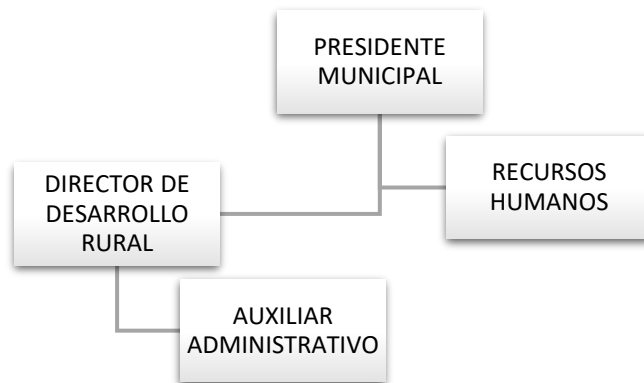 PRESIDENTE
MUNICIPAL
RECURSOS
HUMANOS
DIRECTOR DE
DESARROLLO
RURAL
AUXILIAR
ADMINISTRATIVO